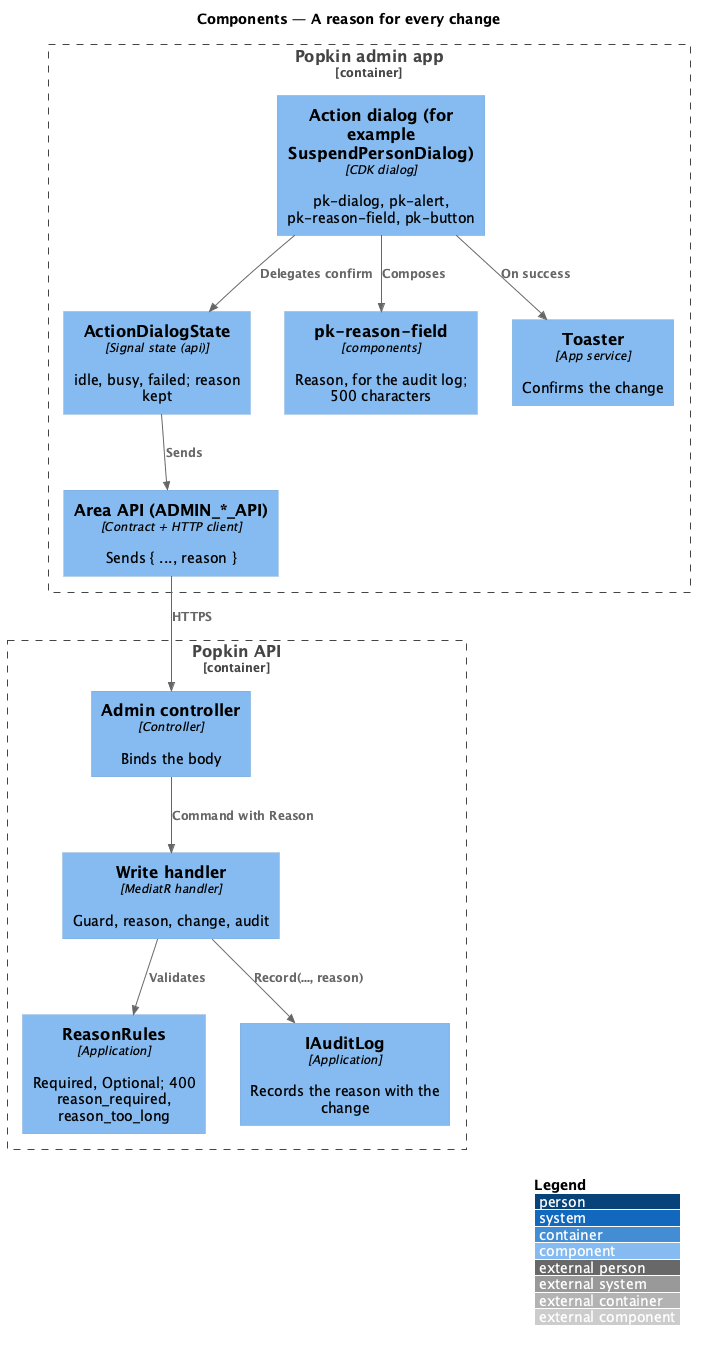 Components — A reason for every change
Popkin admin app
[container]
Action dialog (for
example
SuspendPersonDialog)
[CDK dialog]
pk-dialog, pk-alert,
pk-reason-field, pk-button
Delegates confirm
Composes
On success
ActionDialogState
[Signal state (api)]
idle, busy, failed; reason
kept
pk-reason-field
[components]
Reason, for the audit log;
500 characters
Toaster
[App service]
Confirms the change
Sends
Area API (ADMIN_*_API)
[Contract + HTTP client]
Sends { ..., reason }
HTTPS
Popkin API
[container]
Admin controller
[Controller]
Binds the body
Command with Reason
Write handler
[MediatR handler]
Guard, reason, change, audit
Validates
Record(..., reason)
ReasonRules
[Application]
Required, Optional; 400
reason_required,
reason_too_long
IAuditLog
[Application]
Records the reason with the
change
Legend
person
system
container
component
external person
external system
external container
external component